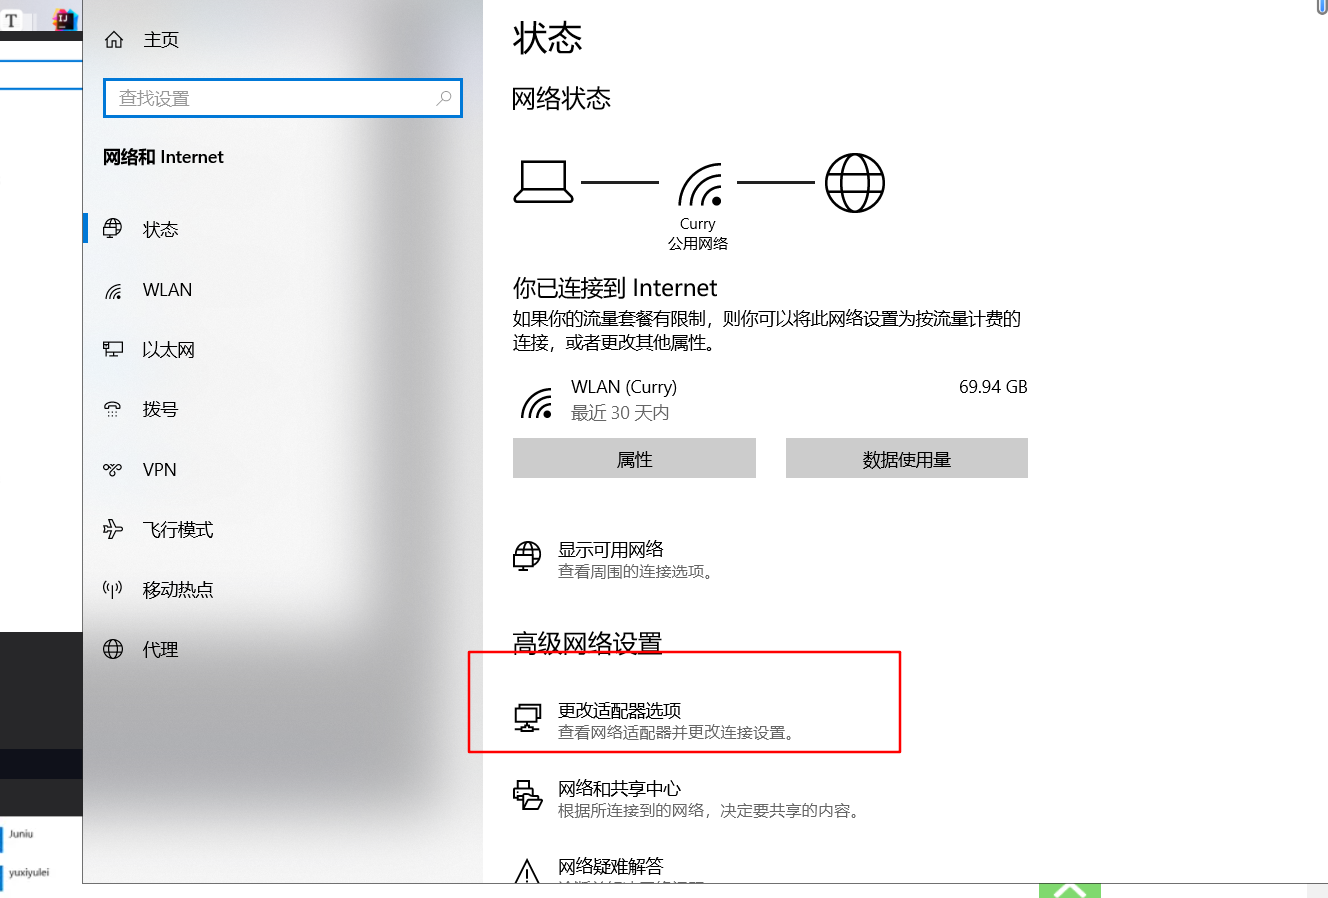 T
主页
查找设置
网络和 Internet
状态
WLAN
以太网
拨号
VPN
飞行模式
移动热点
代理
Juniu
yuxiyulei
状态
网络状态
Curry
公用网络
你已连接到 Internet
如果你的流量套餐有限制，则你可以将此网络设置为按流量计费的
连接，或者更改其他属性。
WLAN (Curry)
69.94 GB
最近 30 天内
属性
数据使用量
显示可用网络
查看周围的连接选项。
高级网络设置
更改适配器选项
查看网络适配器并更改连接设置。
网络和共享中心
根据所连接到的网络，决定要共享的内容。
网络疑难解答